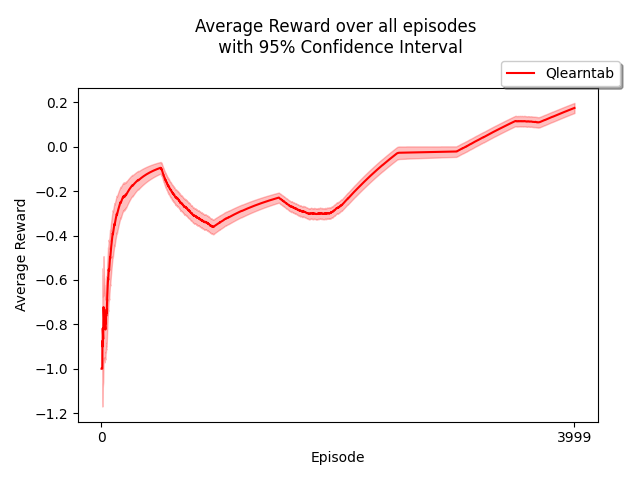 Average Reward over all episodes
with 95% Confidence Interval
Qlearntab
0.2
0.0
−0.2
−0.4
−0.6
−0.8
−1.0
−1.2
Average Reward
0
3999
Episode